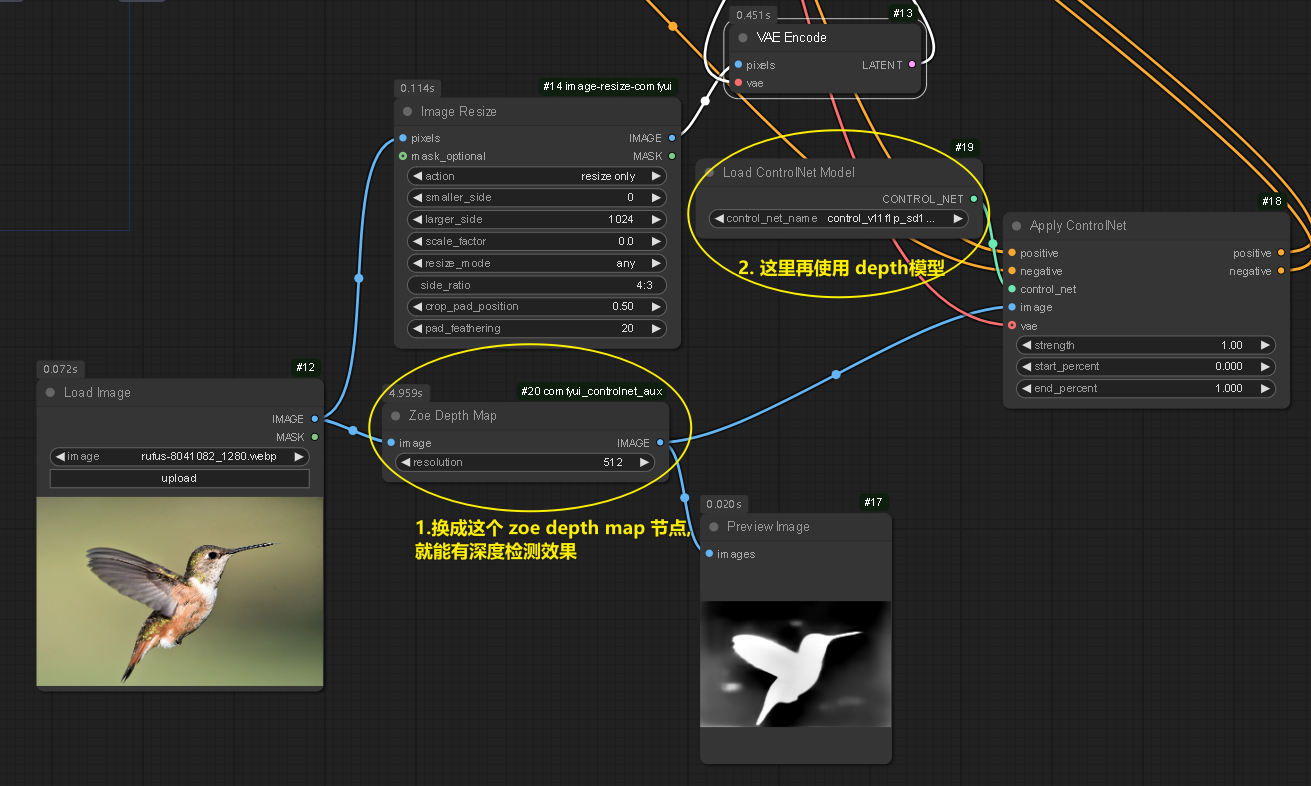 0.451s
#13
VAE Encode
pixels
LATENT
vae
0.114s
#14 image-resize-comfyui
Image Resize
pixels
IMAGE
mask_optional
MASK
action
resize only
smaller_side
0
larger_side
1024
scale_factor
0.0
resize_mode
any
side_ratio
4:3
crop_pad_position
0.50
pad_feathering
20
#19
Load ControlNet Model
CONTROL_NET
control_net_name
control_v11f1p_sd1...
2. 这里再使用 depth模型
#18
Apply ControlNet
positive
positive
negative
negative
control_net
image
vae
strength
1.00
start_percent
0.000
end_percent
1.000
0.072s
#12
Load Image
IMAGE
MASK
image
rufus-8041082_1280.webp
upload
4.959s
#20 comfyui_controlnet_aux
Zoe Depth Map
image
IMAGE
resolution
512
1.换成这个 zoe depth map 节点,
就能有深度检测效果
0.020s
#17
Preview Image
images